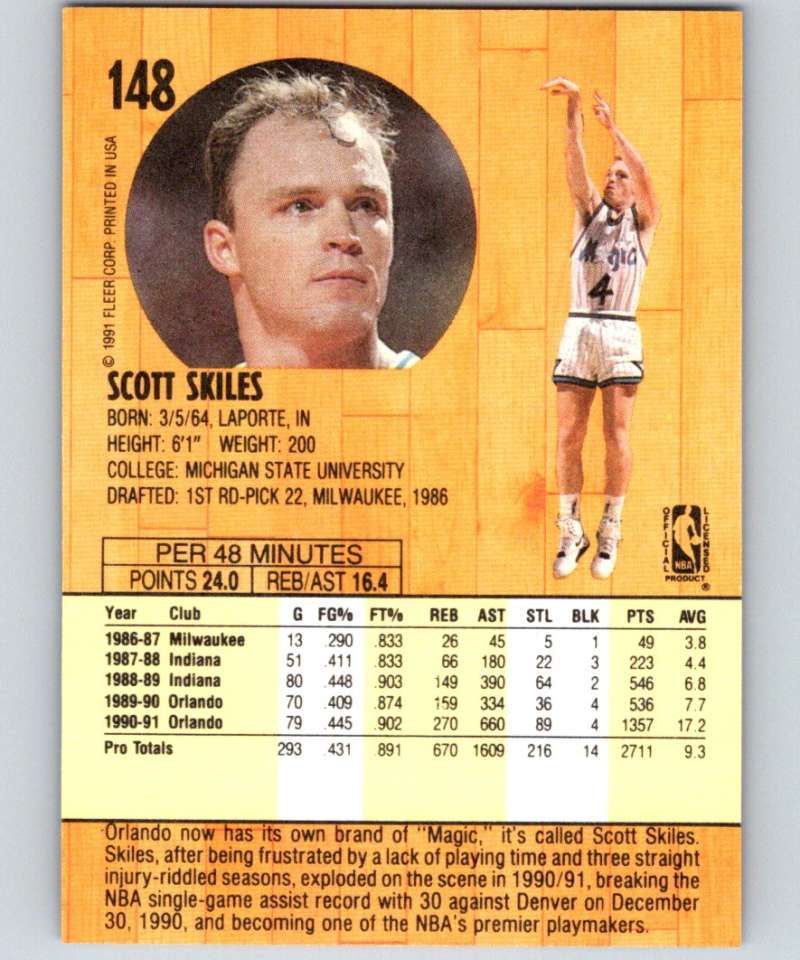 148
© 1991 FLEER CORP. PRINTED IN USA
Magic
4
SCOTT SKILES
BORN: 3/5/64, LAPORTE, IN
HEIGHT: 6'1" WEIGHT: 200
COLLEGE: MICHIGAN STATE UNIVERSITY
DRAFTED: 1ST RD-PICK 22, MILWAUKEE, 1986
OFFICIAL LICENSED
NBA
PRODUCT ®
PER 48 MINUTES
POINTS 24.0 REB/AST 16.4
Year Club G FG% FT% REB AST STL BLK PTS AVG
1986-87 Milwaukee 13 .290 .833 26 45 5 1 49 3.8
1987-88 Indiana 51 .411 .833 66 180 22 3 223 4.4
1988-89 Indiana 80 .448 .903 149 390 64 2 546 6.8
1989-90 Orlando 70 .409 .874 159 334 36 4 536 7.7
1990-91 Orlando 79 .445 .902 270 660 89 4 1357 17.2
Pro Totals 293 .431 .891 670 1609 216 14 2711 9.3
Orlando now has its own brand of "Magic," it's called Scott Skiles.
Skiles, after being frustrated by a lack of playing time and three straight
injury-riddled seasons, exploded on the scene in 1990/91, breaking the
NBA single-game assist record with 30 against Denver on December
30, 1990, and becoming one of the NBA's premier playmakers.